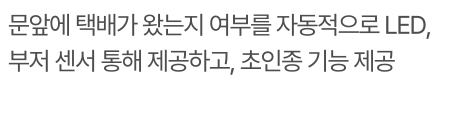 문앞에 택배가 왔는지 여부를 자동적으로 LED,
부저 센서 통해 제공하고, 초인종 기능 제공